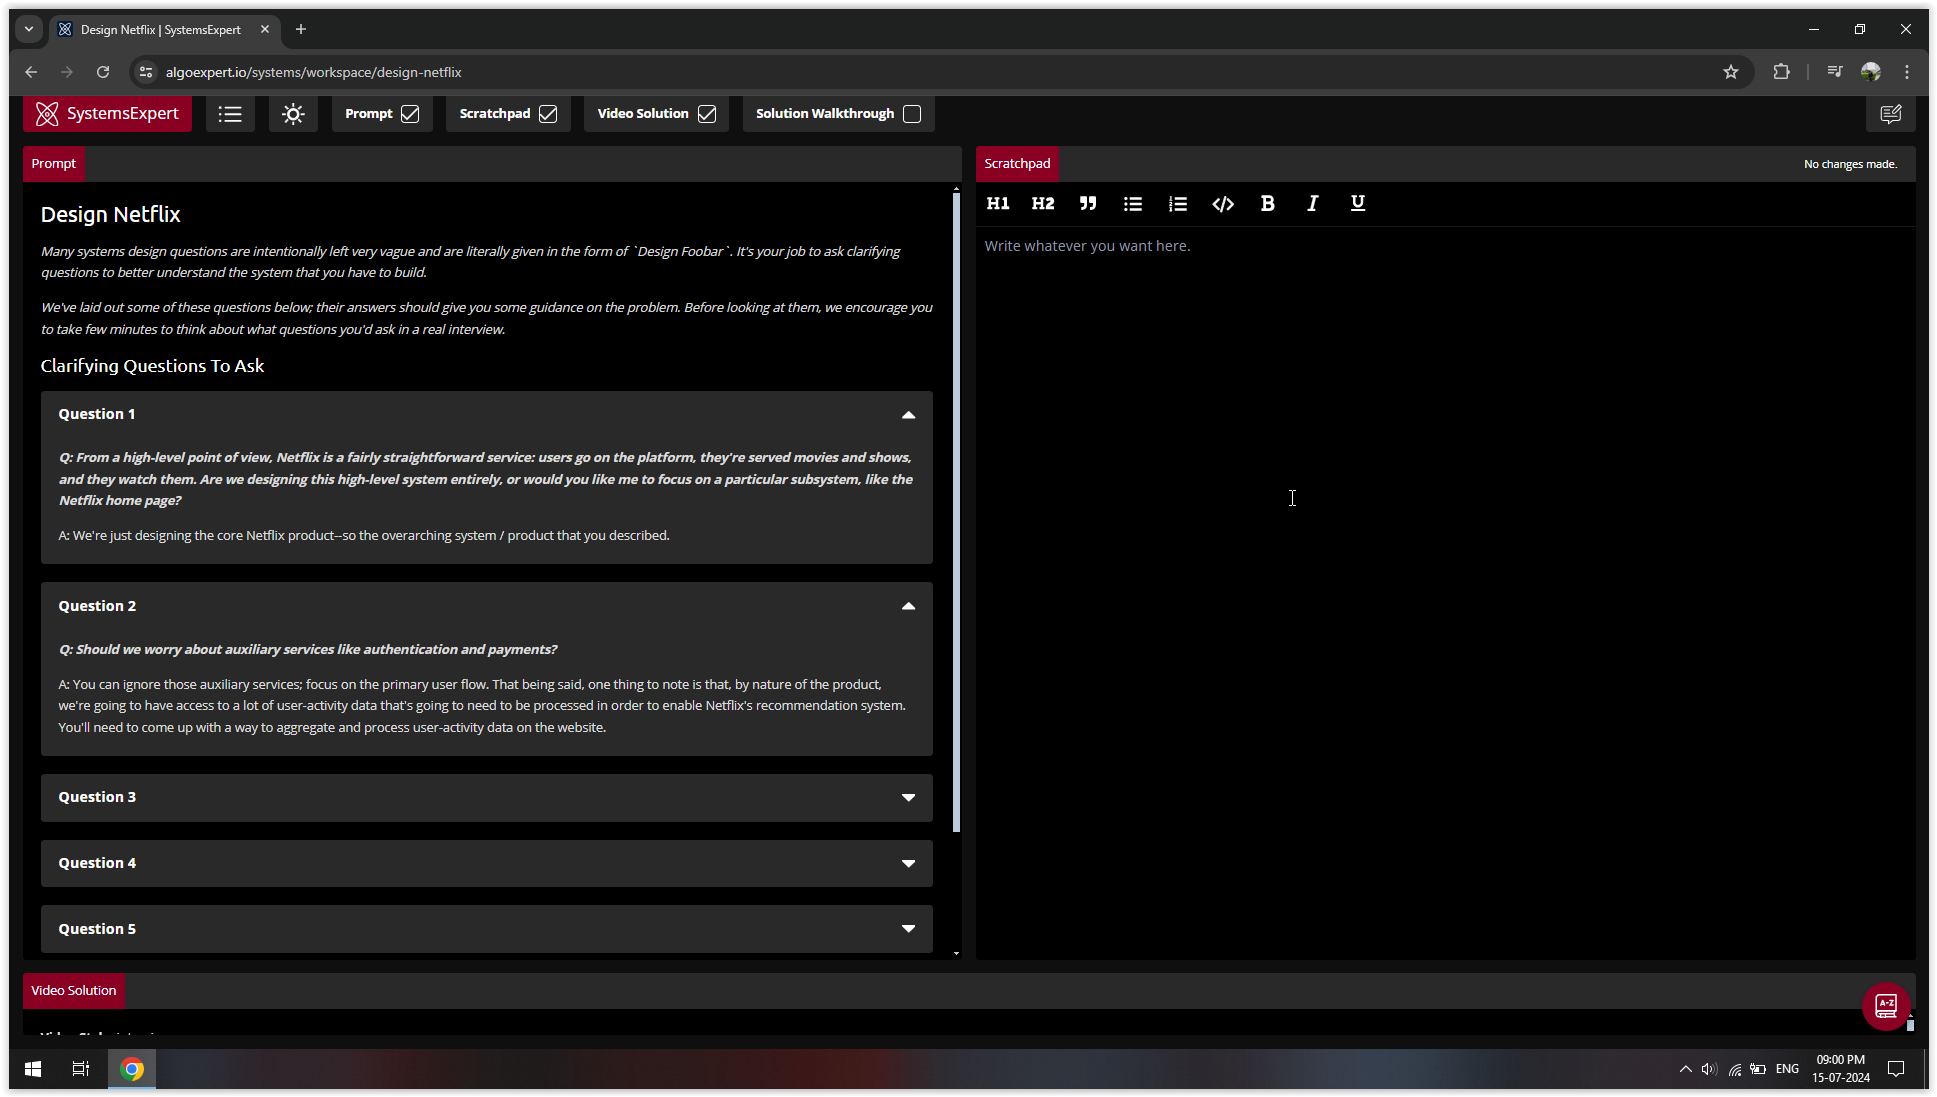 Design Netflix | SystemsExpert
algoexpert.io/systems/workspace/design-netflix
SystemsExpert
Prompt
Scratchpad
Video Solution
Solution Walkthrough
Prompt
Design Netflix
Many systems design questions are intentionally left very vague and are literally given in the form of `Design Foobar`. It's your job to ask clarifying
questions to better understand the system that you have to build.
We've laid out some of these questions below; their answers should give you some guidance on the problem. Before looking at them, we encourage you
to take few minutes to think about what questions you'd ask in a real interview.
Clarifying Questions To Ask
Question 1
Q: From a high-level point of view, Netflix is a fairly straightforward service: users go on the platform, they're served movies and shows,
and they watch them. Are we designing this high-level system entirely, or would you like me to focus on a particular subsystem, like the
Netflix home page?
A: We're just designing the core Netflix product--so the overarching system / product that you described.
Question 2
Q: Should we worry about auxiliary services like authentication and payments?
A: You can ignore those auxiliary services; focus on the primary user flow. That being said, one thing to note is that, by nature of the product,
we're going to have access to a lot of user-activity data that's going to need to be processed in order to enable Netflix's recommendation system.
You'll need to come up with a way to aggregate and process user-activity data on the website.
Question 3
Question 4
Question 5
Scratchpad
No changes made.
H1 H2 B I U
Write whatever you want here.
Video Solution
A-Z
ENG
09:00 PM
15-07-2024